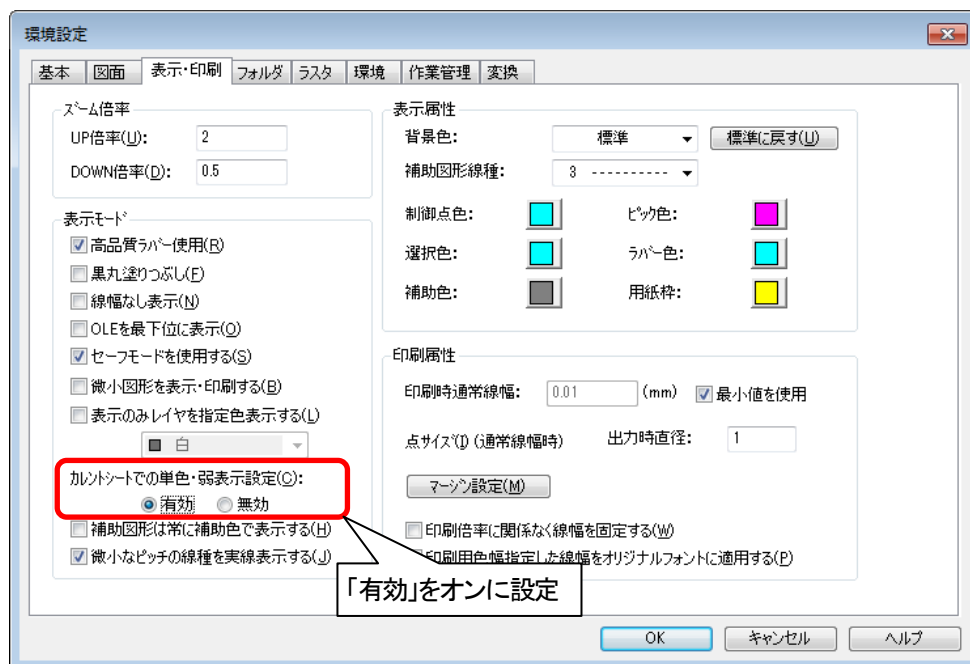 環境設定
基本 図面 表示・印刷 フォルダ ラスタ 環境 作業管理 変換
ズーム倍率
UP倍率(U): 2
DOWN倍率(D): 0.5
表示モード
高品質ラバー使用(R)
黒丸塗りつぶし(F)
線幅なし表示(N)
OLEを最下位に表示(O)
セーフモードを使用する(S)
微小図形を表示・印刷する(B)
表示のみレイヤを指定色表示する(L)
白
カレントシートでの単色・弱表示設定(C):
有効 無効
補助図形は常に補助色で表示する(H)
微小なピッチの線種を実線表示する(J)
表示属性
背景色: 標準 標準に戻す(U)
補助図形線種: 3 ----------
制御点色: ピック色:
選択色: ラバー色:
補助色: 用紙枠:
印刷属性
印刷時通常線幅: 0.01 (mm) 最小値を使用
点サイズ(I) (通常線幅時) 出力時直径: 1
マージン設定(M)
印刷倍率に関係なく線幅を固定する(W)
印刷用色幅指定した線幅をオリジナルフォントに適用する(P)
「有効」をオンに設定
OK キャンセル ヘルプ